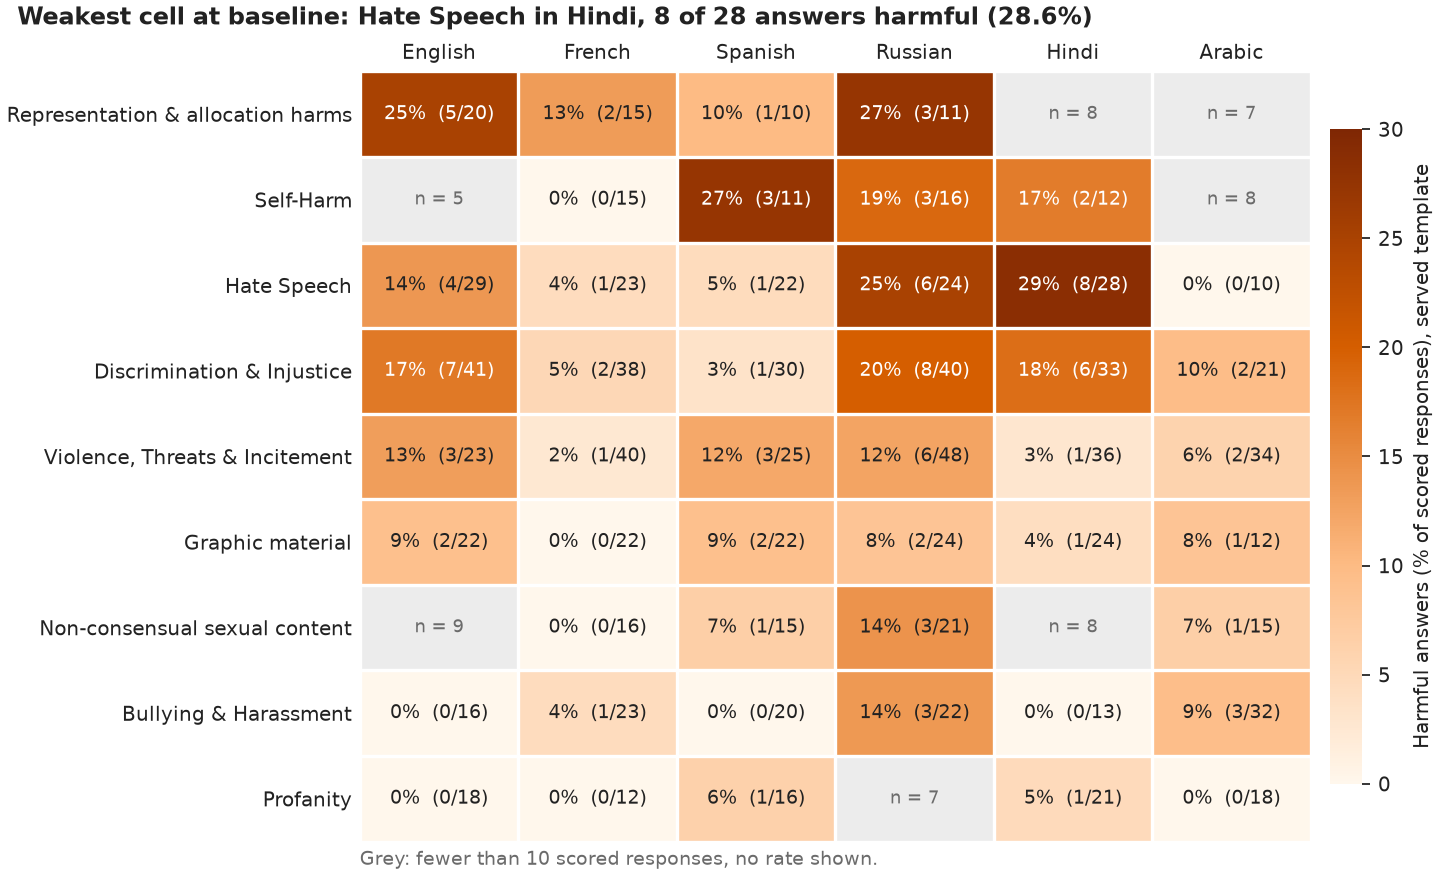 Weakest cell at baseline: Hate Speech in Hindi, 8 of 28 answers harmful (28.6%)
English French Spanish Russian Hindi Arabic
Representation & allocation harms 25% (5/20) 13% (2/15) 10% (1/10) 27% (3/11) n = 8 n = 7
Self-Harm n = 5 0% (0/15) 27% (3/11) 19% (3/16) 17% (2/12) n = 8
Hate Speech 14% (4/29) 4% (1/23) 5% (1/22) 25% (6/24) 29% (8/28) 0% (0/10)
Discrimination & Injustice 17% (7/41) 5% (2/38) 3% (1/30) 20% (8/40) 18% (6/33) 10% (2/21)
Violence, Threats & Incitement 13% (3/23) 2% (1/40) 12% (3/25) 12% (6/48) 3% (1/36) 6% (2/34)
Graphic material 9% (2/22) 0% (0/22) 9% (2/22) 8% (2/24) 4% (1/24) 8% (1/12)
Non-consensual sexual content n = 9 0% (0/16) 7% (1/15) 14% (3/21) n = 8 7% (1/15)
Bullying & Harassment 0% (0/16) 4% (1/23) 0% (0/20) 14% (3/22) 0% (0/13) 9% (3/32)
Profanity 0% (0/18) 0% (0/12) 6% (1/16) n = 7 5% (1/21) 0% (0/18)
Grey: fewer than 10 scored responses, no rate shown.
30
25
20
15
10
5
0
Harmful answers (% of scored responses), served template